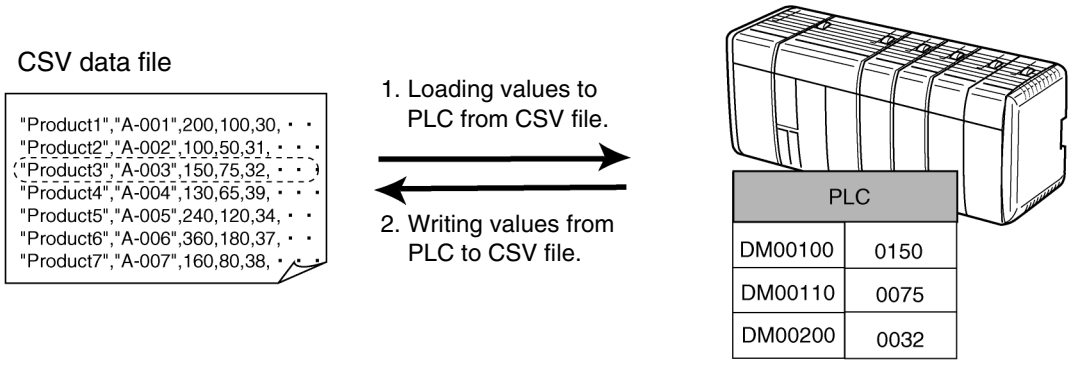 CSV data file
"Product1","A-001",200,100,30, · ·
"Product2","A-002",100,50,31, · · ·
"Product3","A-003",150,75,32, · · ·
"Product4","A-004",130,65,39, · · ·
"Product5","A-005",240,120,34, · ·
"Product6","A-006",360,180,37, · ·
"Product7","A-007",160,80,38, · · ·
1. Loading values to
PLC from CSV file.
2. Writing values from
PLC to CSV file.
PLC
DM00100 0150
DM00110 0075
DM00200 0032